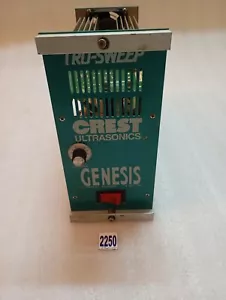 TRU-SWEEP
CREST
ULTRASONICS
GENESIS
2250